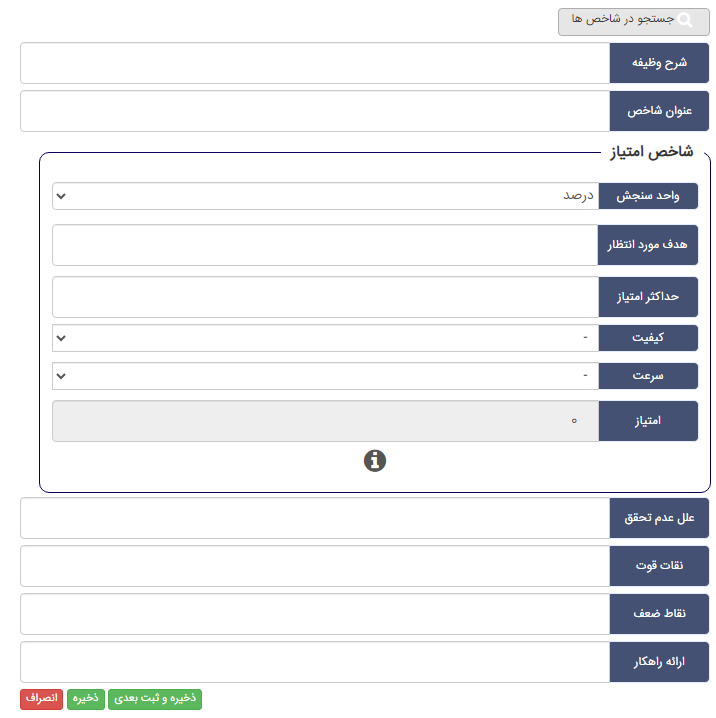 جستجو در شاخص ها
شرح وظیفه
عنوان شاخص
شاخص امتیاز
واحد سنجش درصد
هدف مورد انتظار
حداکثر امتیاز
کیفیت -
سرعت -
امتیاز ۰
علل عدم تحقق
نقات قوت
نقاط ضعف
ارائه راهکار
ذخیره و ثبت بعدی ذخیره انصراف